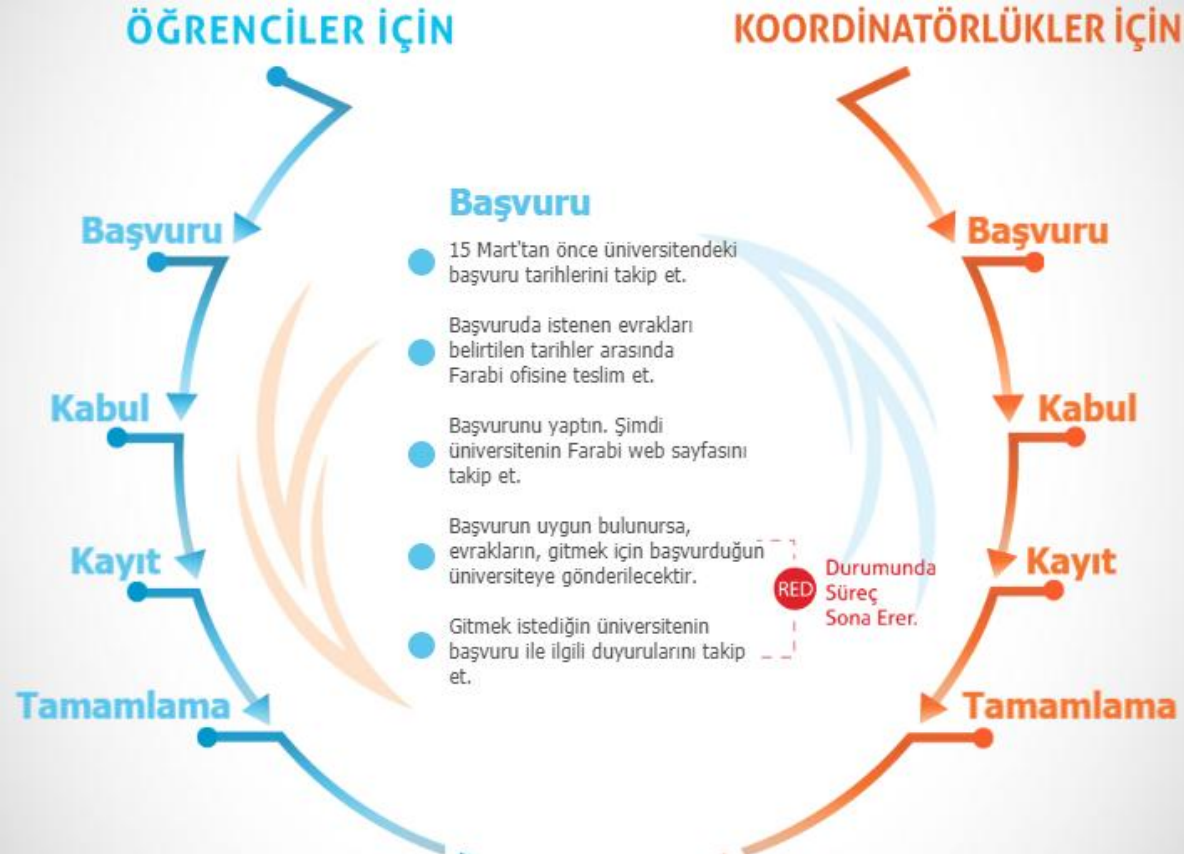 ÖĞRENCİLER İÇİN
KOORDİNATÖRLÜKLER İÇİN
Başvuru
Kabul
Kayıt
Tamamlama
Başvuru
15 Mart'tan önce üniversitendeki
başvuru tarihlerini takip et.
Başvuruda istenen evrakları
belirtilen tarihler arasında
Farabi ofisine teslim et.
Başvurunu yaptın. Şimdi
üniversitenin Farabi web sayfasını
takip et.
Başvurun uygun bulunursa,
evrakların, gitmek için başvurduğun
üniversiteye gönderilecektir.
Gitmek istediğin üniversitenin
başvuru ile ilgili duyurularını takip
et.
RED
Durumunda
Süreç
Sona Erer.
Başvuru
Kabul
Kayıt
Tamamlama